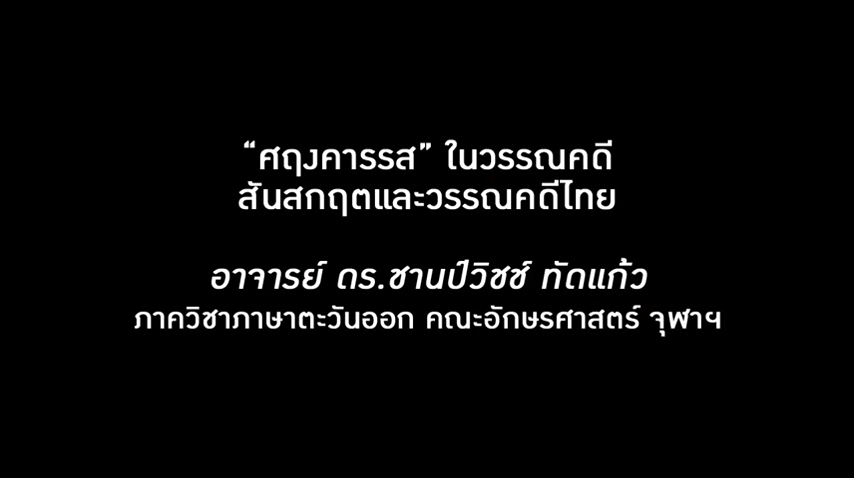 “ศฤงคารรส” ในวรรณคดี
สันสกฤตและวรรณคดีไทย
อาจารย์ ดร.ชานป์วิชช์ ทัดแก้ว
ภาควิชาภาษาตะวันออก คณะอักษรศาสตร์ จุฬาฯ